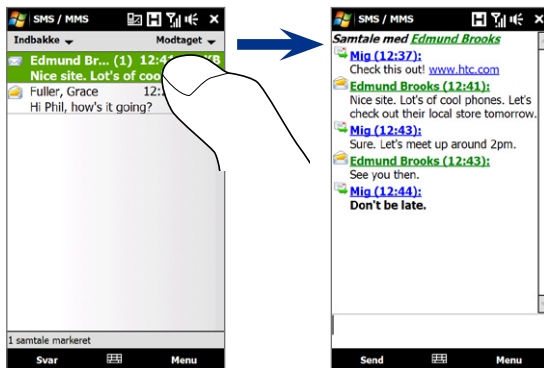 SMS / MMS
Indbakke
Modtaget
Edmund Br... (1) 12:41
Nice site. Lot's of coo
Fuller, Grace
Hi Phil, how's it going?
1 samtale markeret
Svar
Menu
SMS / MMS
Samtale med Edmund Brooks
Mig (12:37):
Check this out! www.htc.com
Edmund Brooks (12:41):
Nice site. Lot's of cool phones. Let's
check out their local store tomorrow.
Mig (12:43):
Sure. Let's meet up around 2pm.
Edmund Brooks (12:43):
See you then.
Mig (12:44):
Don't be late.
Send
Menu